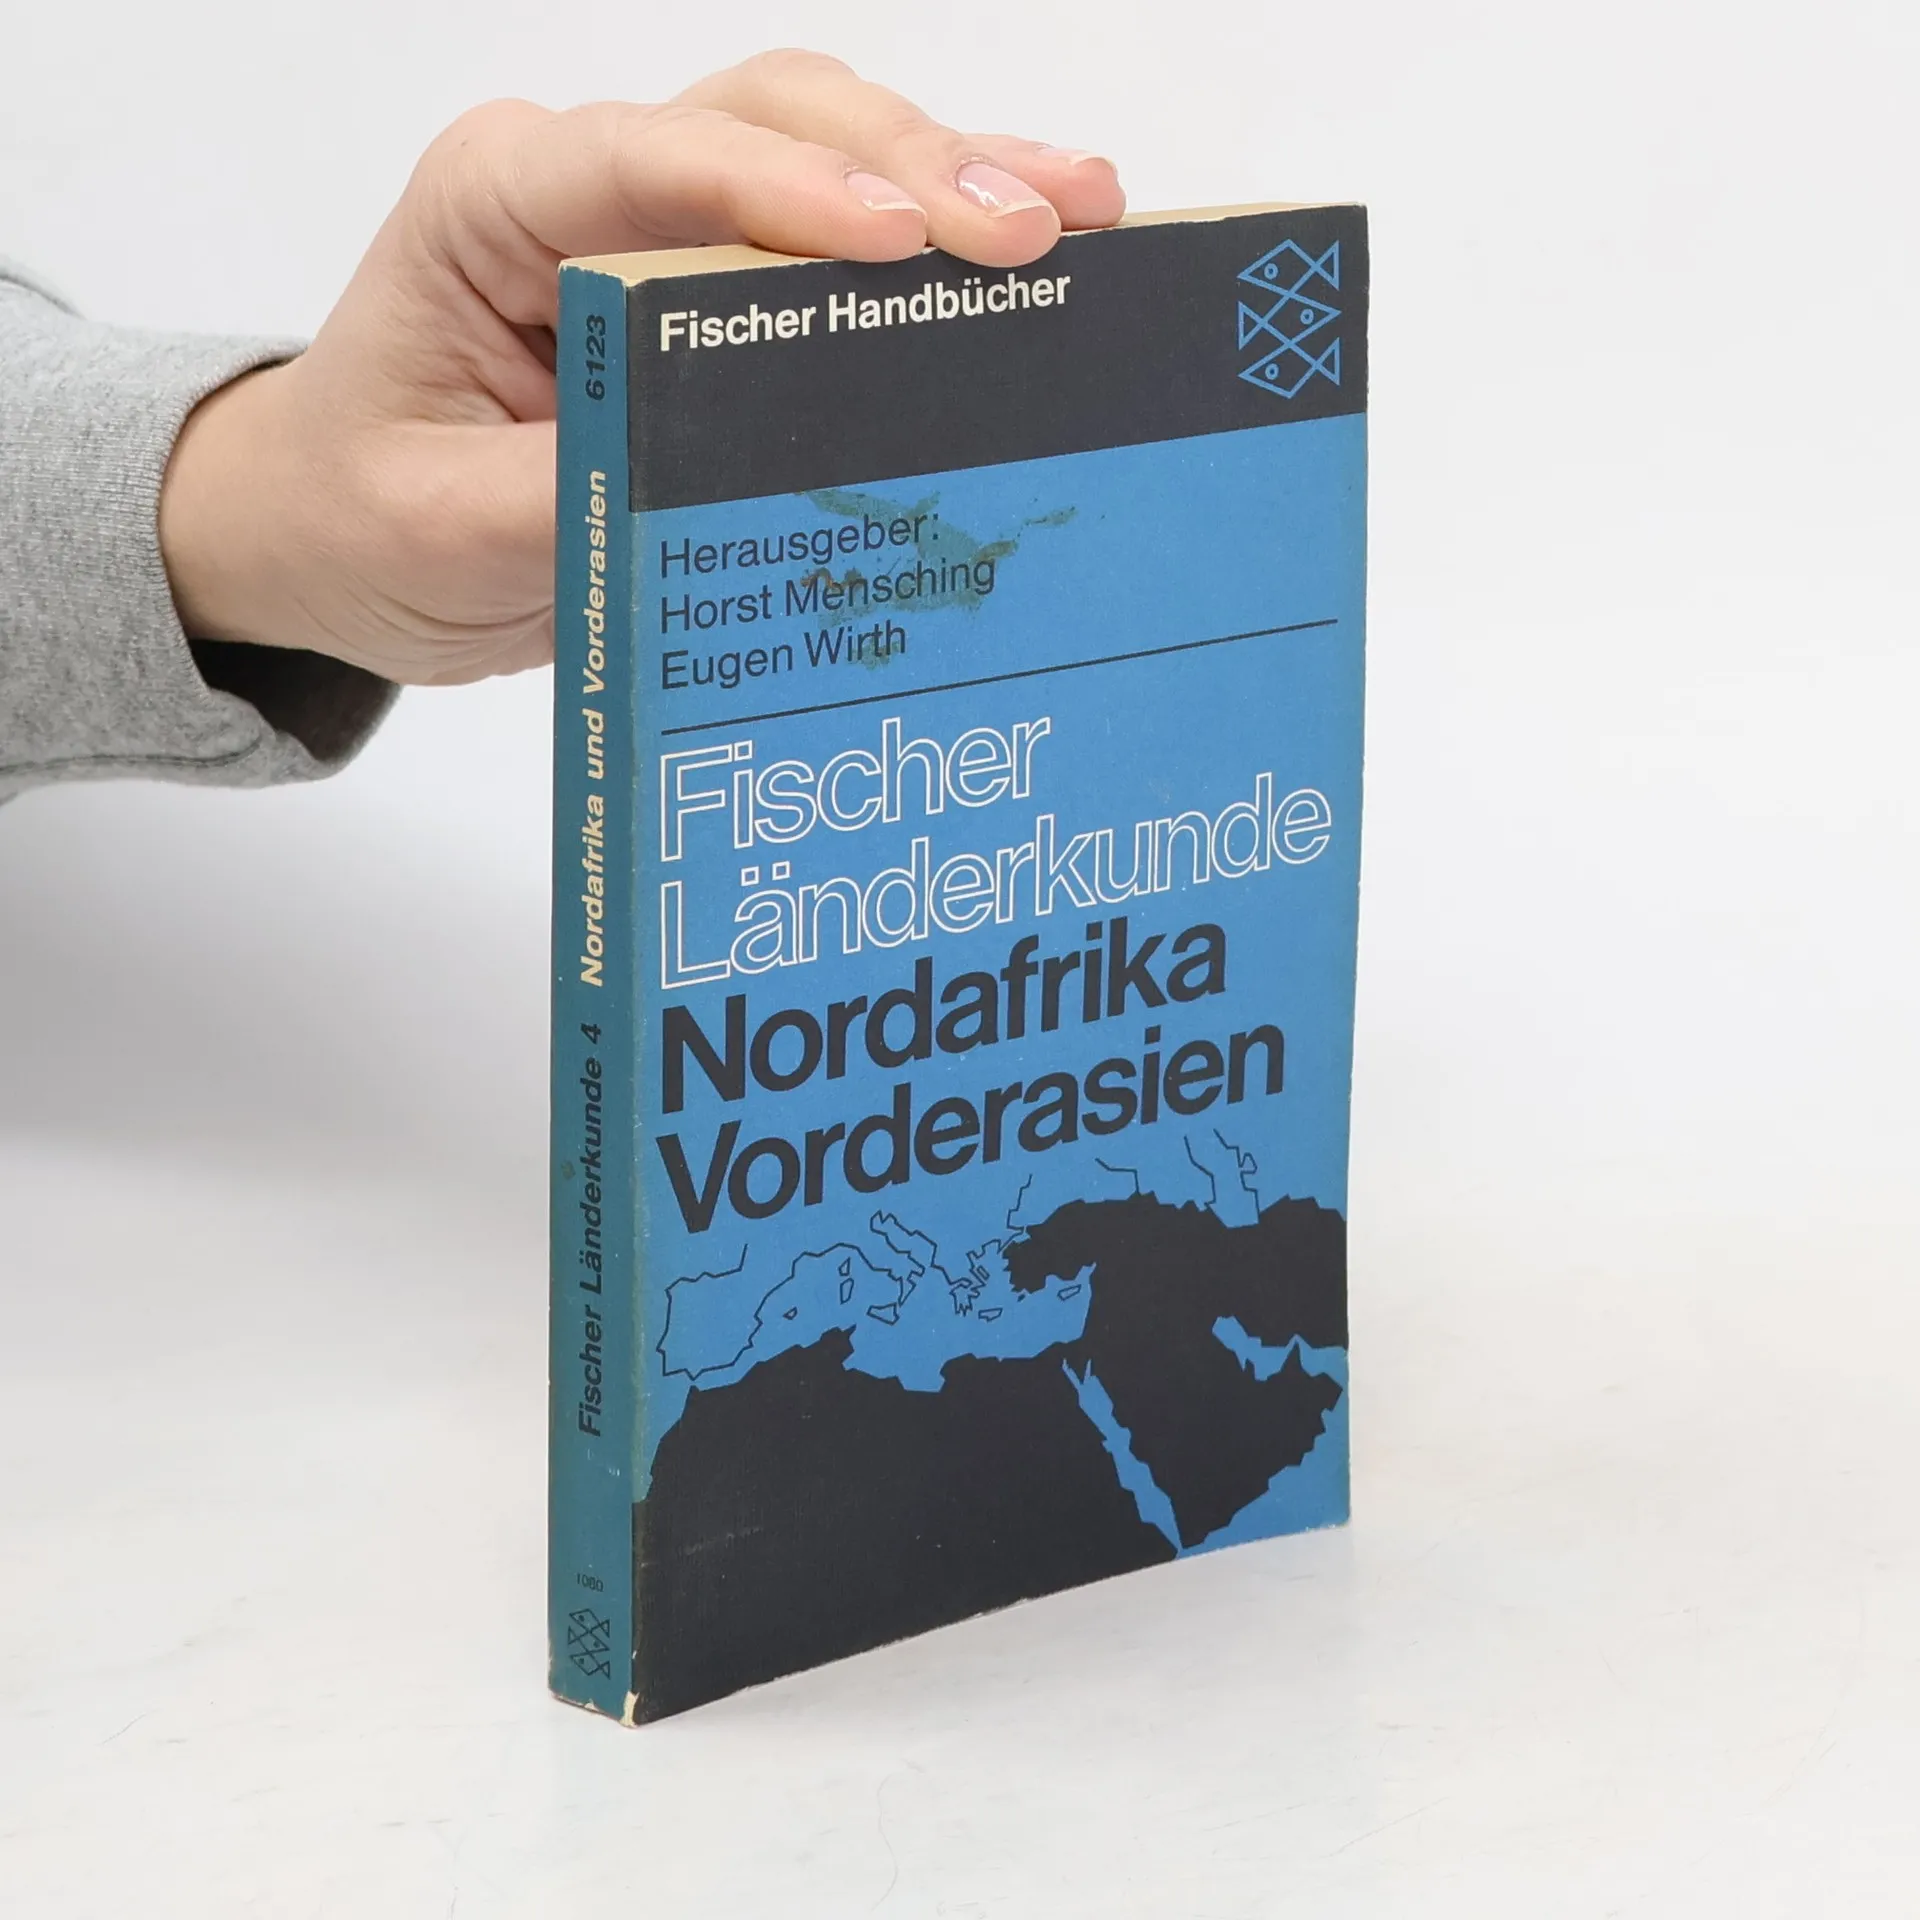 Fischer Handbücher
Herausgeber:
Horst Mensching
Eugen Wirth
Fischer
Länderkunde
Nordafrika
Vorderasien
Fischer Länderkunde 4 Nordafrika und Vorderasien 6123
1080